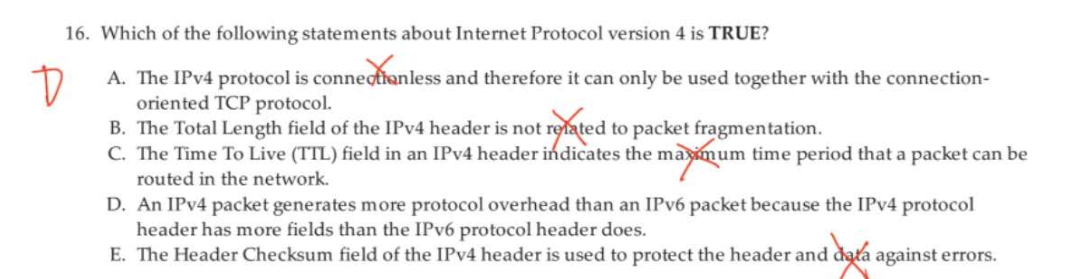 16. Which of the following statements about Internet Protocol version 4 is TRUE?
D
A. The IPv4 protocol is connectionless and therefore it can only be used together with the connection-
oriented TCP protocol.
B. The Total Length field of the IPv4 header is not related to packet fragmentation.
C. The Time To Live (TTL) field in an IPv4 header indicates the maximum time period that a packet can be
routed in the network.
D. An IPv4 packet generates more protocol overhead than an IPv6 packet because the IPv4 protocol
header has more fields than the IPv6 protocol header does.
E. The Header Checksum field of the IPv4 header is used to protect the header and data against errors.